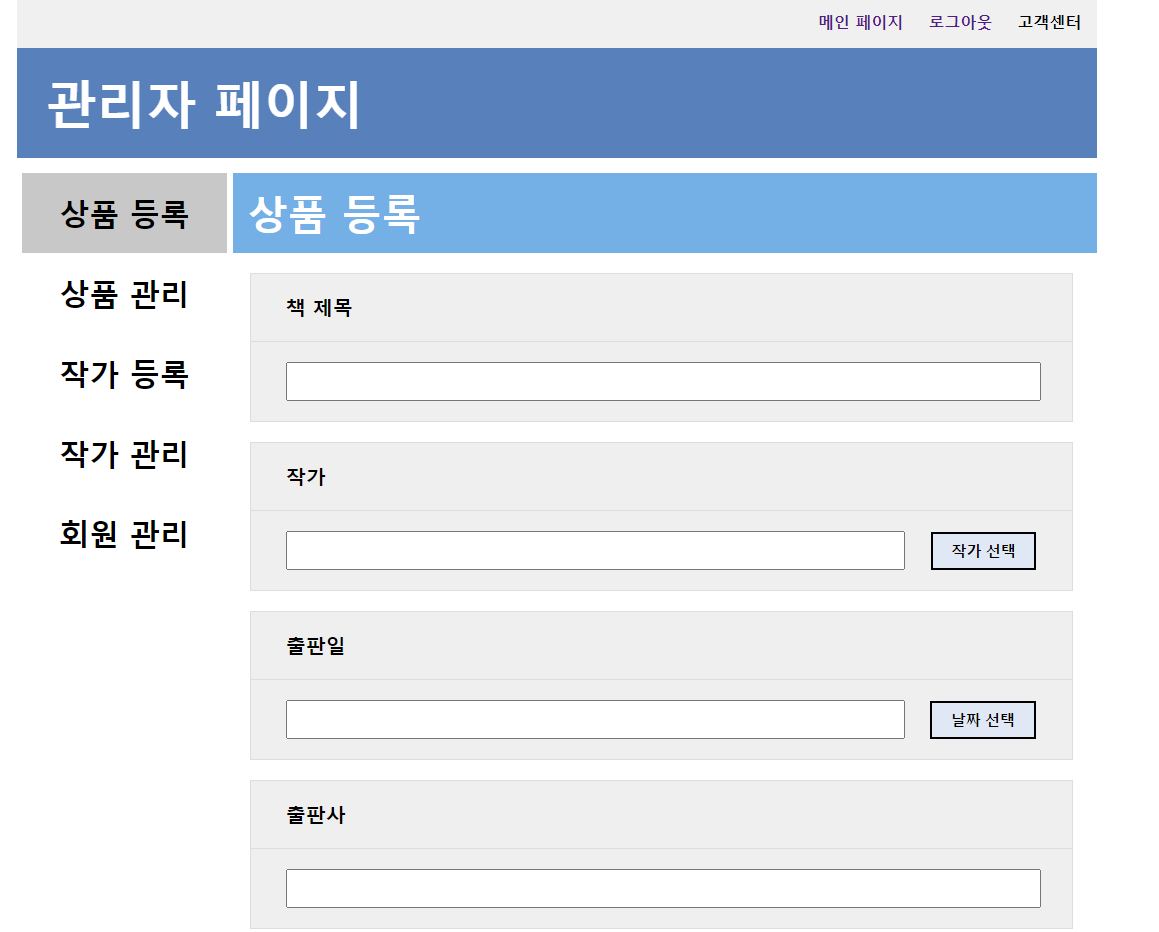 메인 페이지 로그아웃 고객센터
관리자 페이지
상품 등록
상품 관리
작가 등록
작가 관리
회원 관리
상품 등록
책 제목
작가
작가 선택
출판일
날짜 선택
출판사